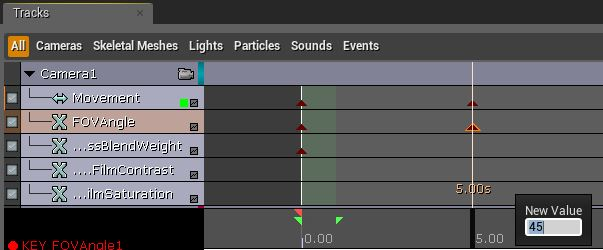 Tracks
All Cameras Skeletal Meshes Lights Particles Sounds Events
Camera1
Movement
FOVAngle
...ssBlendWeight
....FilmContrast
...ilmSaturation
5.00s
New Value
45
0.00 5.00
KEY FOVAngle1